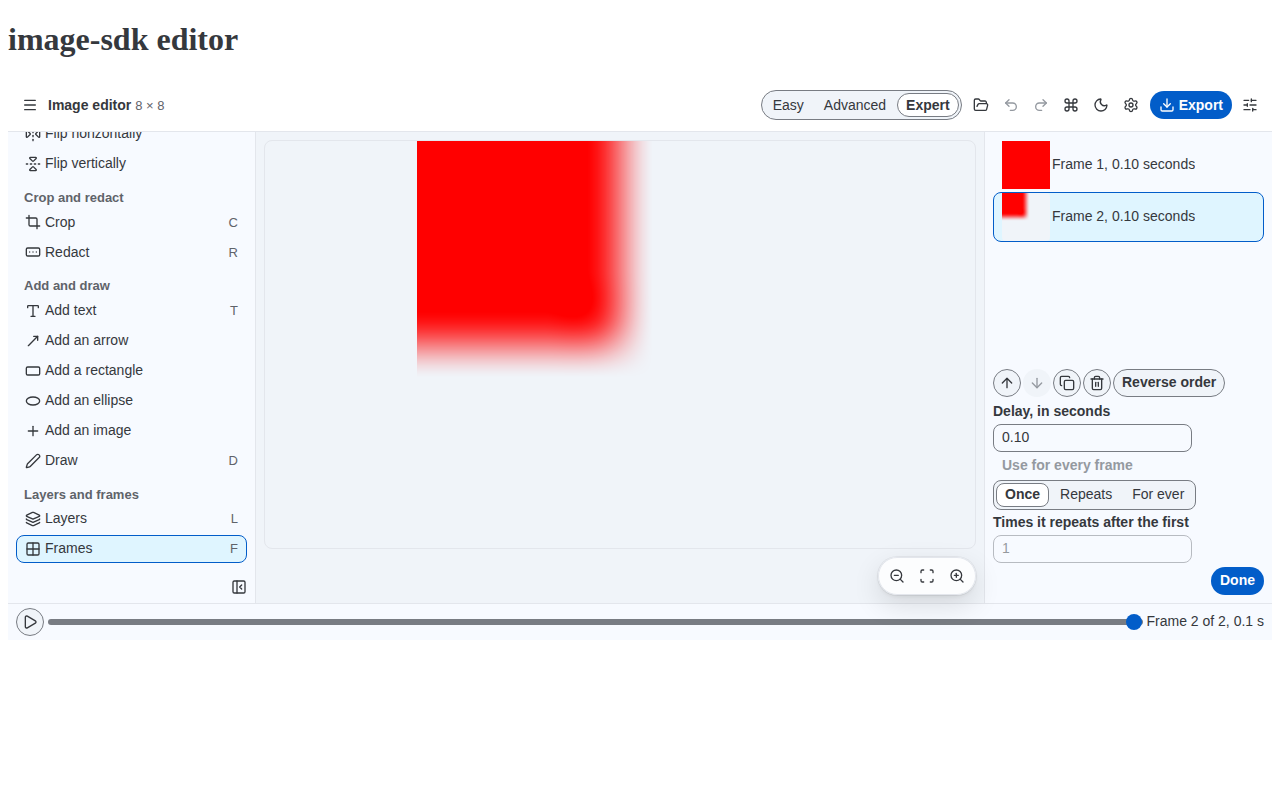 image-sdk editor
Image editor 8 × 8
Easy Advanced Expert Export
Flip horizontally
Flip vertically
Crop and redact
Crop C
Redact R
Add and draw
Add text T
Add an arrow
Add a rectangle
Add an ellipse
Add an image
Draw D
Layers and frames
Layers L
Frames F
Frame 1, 0.10 seconds
Frame 2, 0.10 seconds
Reverse order
Delay, in seconds
0.10
Use for every frame
Once Repeats For ever
Times it repeats after the first
1
Done
Frame 2 of 2, 0.1 s